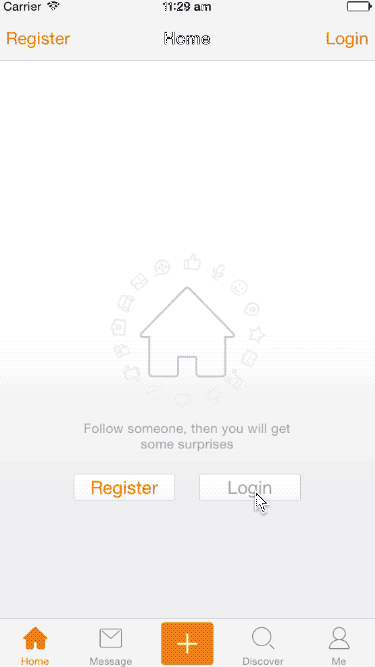 Carrier 11:29 am
Register Home Login
Follow someone, then you will get
some surprises
Register Login
Home Message Discover Me